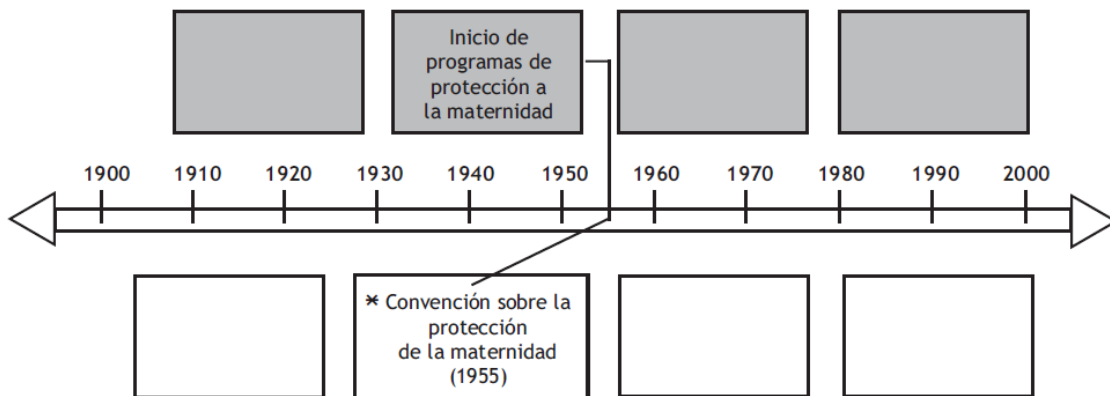 Inicio de
programas de
protección a
la maternidad
1900 1910 1920 1930 1940 1950 1960 1970 1980 1990 2000
* Convención sobre la
protección
de la maternidad
(1955)